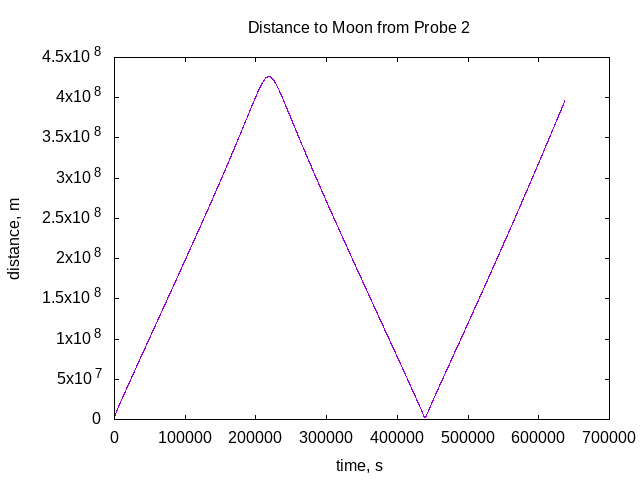 Distance to Moon from Probe 2
4.5x10^8
4x10^8
3.5x10^8
3x10^8
2.5x10^8
2x10^8
1.5x10^8
1x10^8
5x10^7
0
distance, m
0 100000 200000 300000 400000 500000 600000 700000
time, s